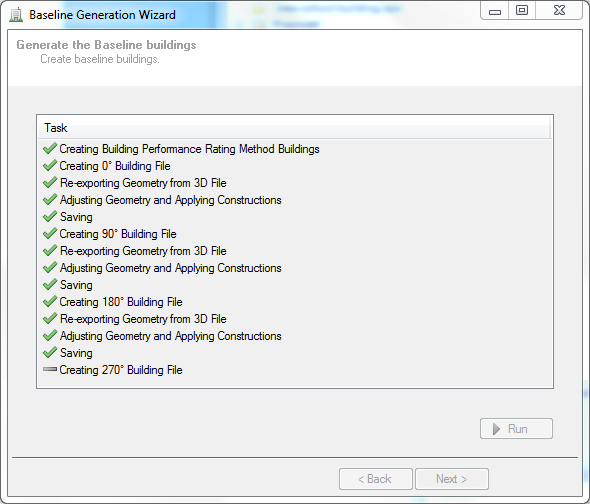 Baseline Generation Wizard
Generate the Baseline buildings
Create baseline buildings.
Task
Creating Building Performance Rating Method Buildings
Creating 0° Building File
Re-exporting Geometry from 3D File
Adjusting Geometry and Applying Constructions
Saving
Creating 90° Building File
Re-exporting Geometry from 3D File
Adjusting Geometry and Applying Constructions
Saving
Creating 180° Building File
Re-exporting Geometry from 3D File
Adjusting Geometry and Applying Constructions
Saving
Creating 270° Building File
Run
< Back
Next >